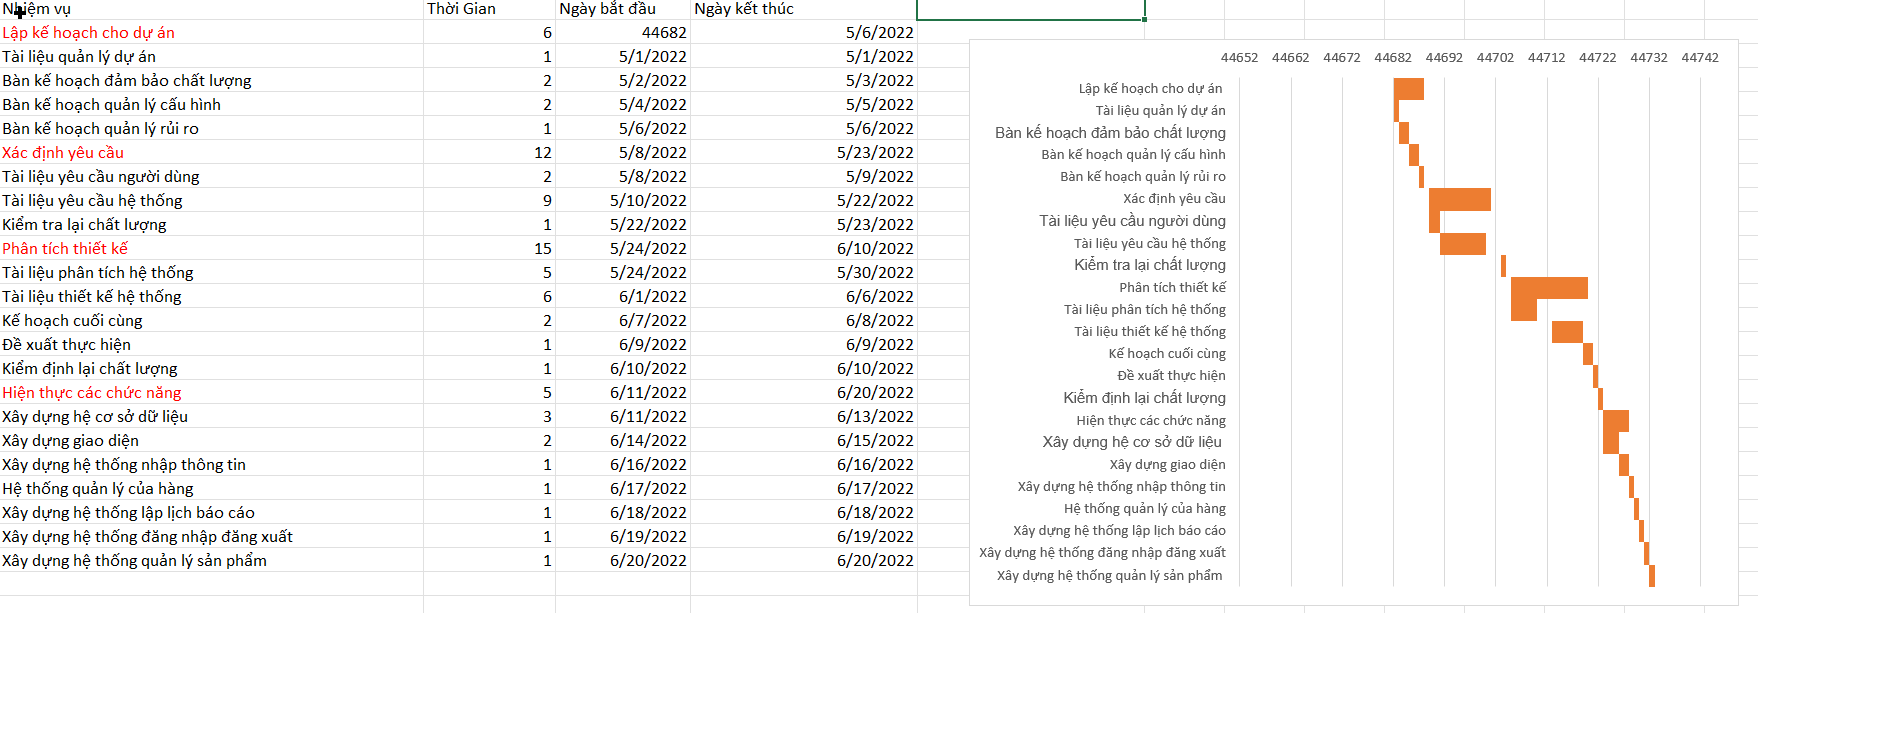 Nhiệm vụ Thời Gian Ngày bắt đầu Ngày kết thúc
Lập kế hoạch cho dự án 6 44682 5/6/2022
Tài liệu quản lý dự án 1 5/1/2022 5/1/2022
Bàn kế hoạch đảm bảo chất lượng 2 5/2/2022 5/3/2022
Bàn kế hoạch quản lý cấu hình 2 5/4/2022 5/5/2022
Bàn kế hoạch quản lý rủi ro 1 5/6/2022 5/6/2022
Xác định yêu cầu 12 5/8/2022 5/23/2022
Tài liệu yêu cầu người dùng 2 5/8/2022 5/9/2022
Tài liệu yêu cầu hệ thống 9 5/10/2022 5/22/2022
Kiểm tra lại chất lượng 1 5/22/2022 5/23/2022
Phân tích thiết kế 15 5/24/2022 6/10/2022
Tài liệu phân tích hệ thống 5 5/24/2022 5/30/2022
Tài liệu thiết kế hệ thống 6 6/1/2022 6/6/2022
Kế hoạch cuối cùng 2 6/7/2022 6/8/2022
Đề xuất thực hiện 1 6/9/2022 6/9/2022
Kiểm định lại chất lượng 1 6/10/2022 6/10/2022
Hiện thực các chức năng 5 6/11/2022 6/20/2022
Xây dựng hệ cơ sở dữ liệu 3 6/11/2022 6/13/2022
Xây dựng giao diện 2 6/14/2022 6/15/2022
Xây dựng hệ thống nhập thông tin 1 6/16/2022 6/16/2022
Hệ thống quản lý của hàng 1 6/17/2022 6/17/2022
Xây dựng hệ thống lập lịch báo cáo 1 6/18/2022 6/18/2022
Xây dựng hệ thống đăng nhập đăng xuất 1 6/19/2022 6/19/2022
Xây dựng hệ thống quản lý sản phẩm 1 6/20/2022 6/20/2022
44652 44662 44672 44682 44692 44702 44712 44722 44732 44742
Lập kế hoạch cho dự án
Tài liệu quản lý dự án
Bàn kế hoạch đảm bảo chất lượng
Bàn kế hoạch quản lý cấu hình
Bàn kế hoạch quản lý rủi ro
Xác định yêu cầu
Tài liệu yêu cầu người dùng
Tài liệu yêu cầu hệ thống
Kiểm tra lại chất lượng
Phân tích thiết kế
Tài liệu phân tích hệ thống
Tài liệu thiết kế hệ thống
Kế hoạch cuối cùng
Đề xuất thực hiện
Kiểm định lại chất lượng
Hiện thực các chức năng
Xây dựng hệ cơ sở dữ liệu
Xây dựng giao diện
Xây dựng hệ thống nhập thông tin
Hệ thống quản lý của hàng
Xây dựng hệ thống lập lịch báo cáo
Xây dựng hệ thống đăng nhập đăng xuất
Xây dựng hệ thống quản lý sản phẩm